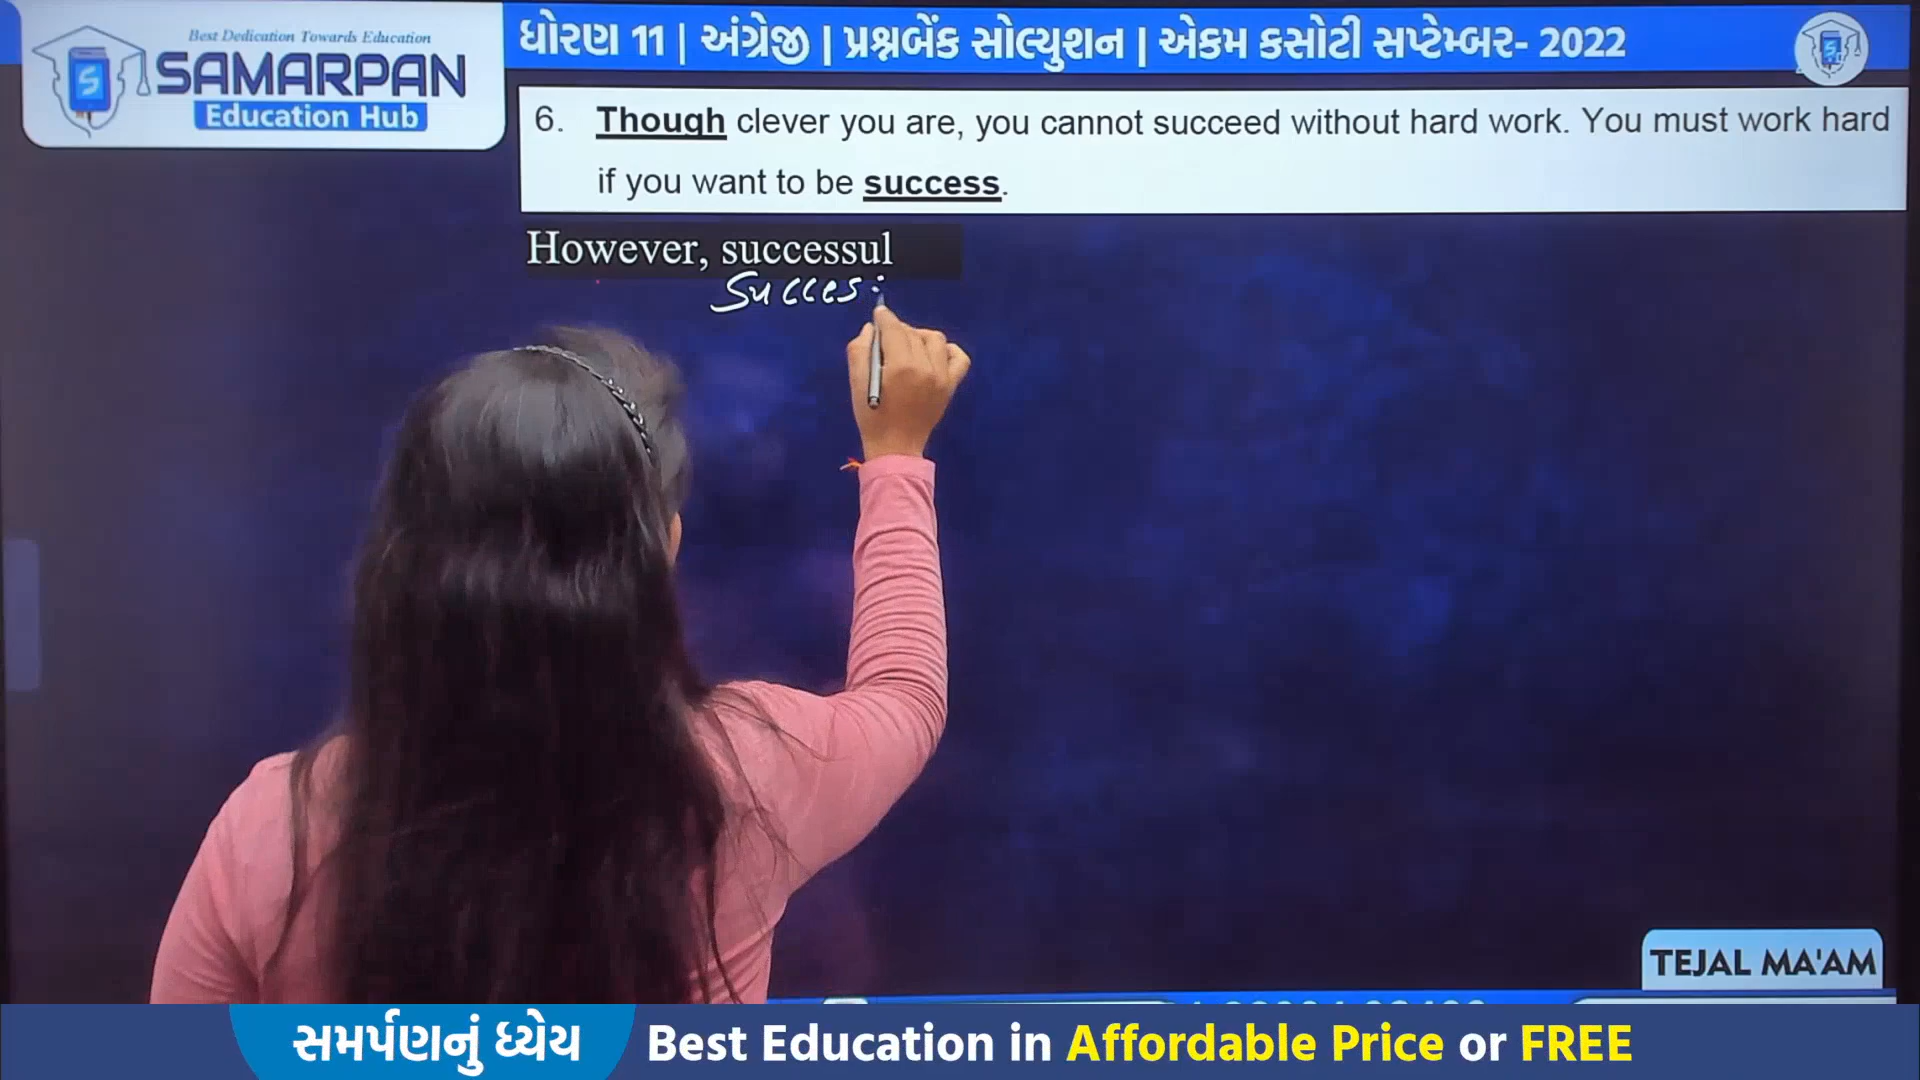 Best Dedication Towards Education
SAMARPAN
Education Hub
ધોરણ 11 | અંગ્રેજી | પ્રશ્નબેંક સોલ્યુશન | એકમ કસોટી સપ્ટેમ્બર- 2022
6. Though clever you are, you cannot succeed without hard work. You must work hard
if you want to be success.
However, successul
Succes
TEJAL MA'AM
સમર્પણનું ધ્યેય
Best Education in Affordable Price or FREE